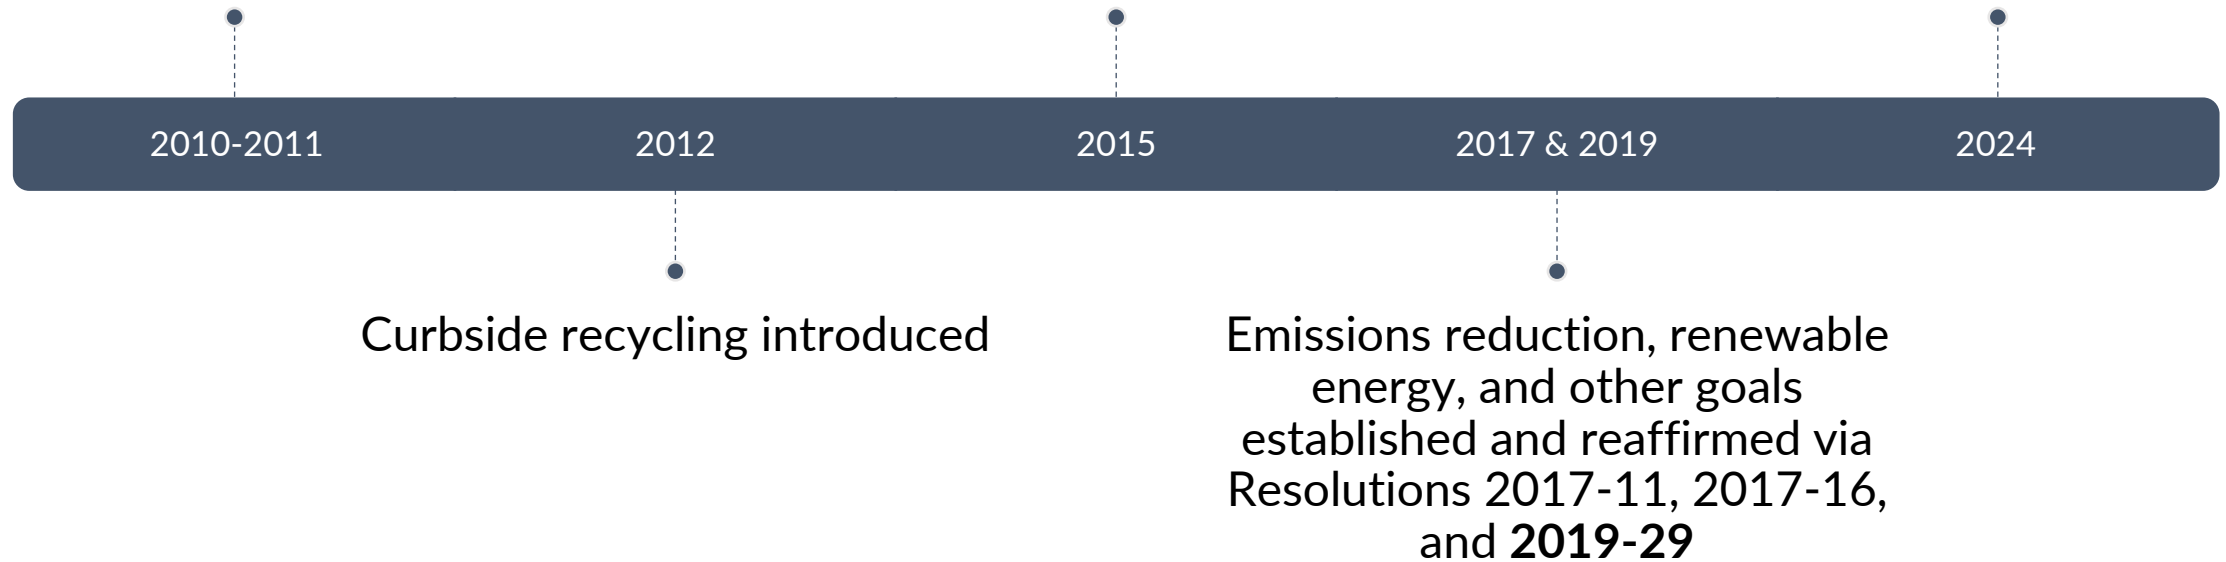 2010-2011
2012
2015
2017 & 2019
2024
Curbside recycling introduced
Emissions reduction, renewable
energy, and other goals
established and reaffirmed via
Resolutions 2017-11, 2017-16,
and 2019-29